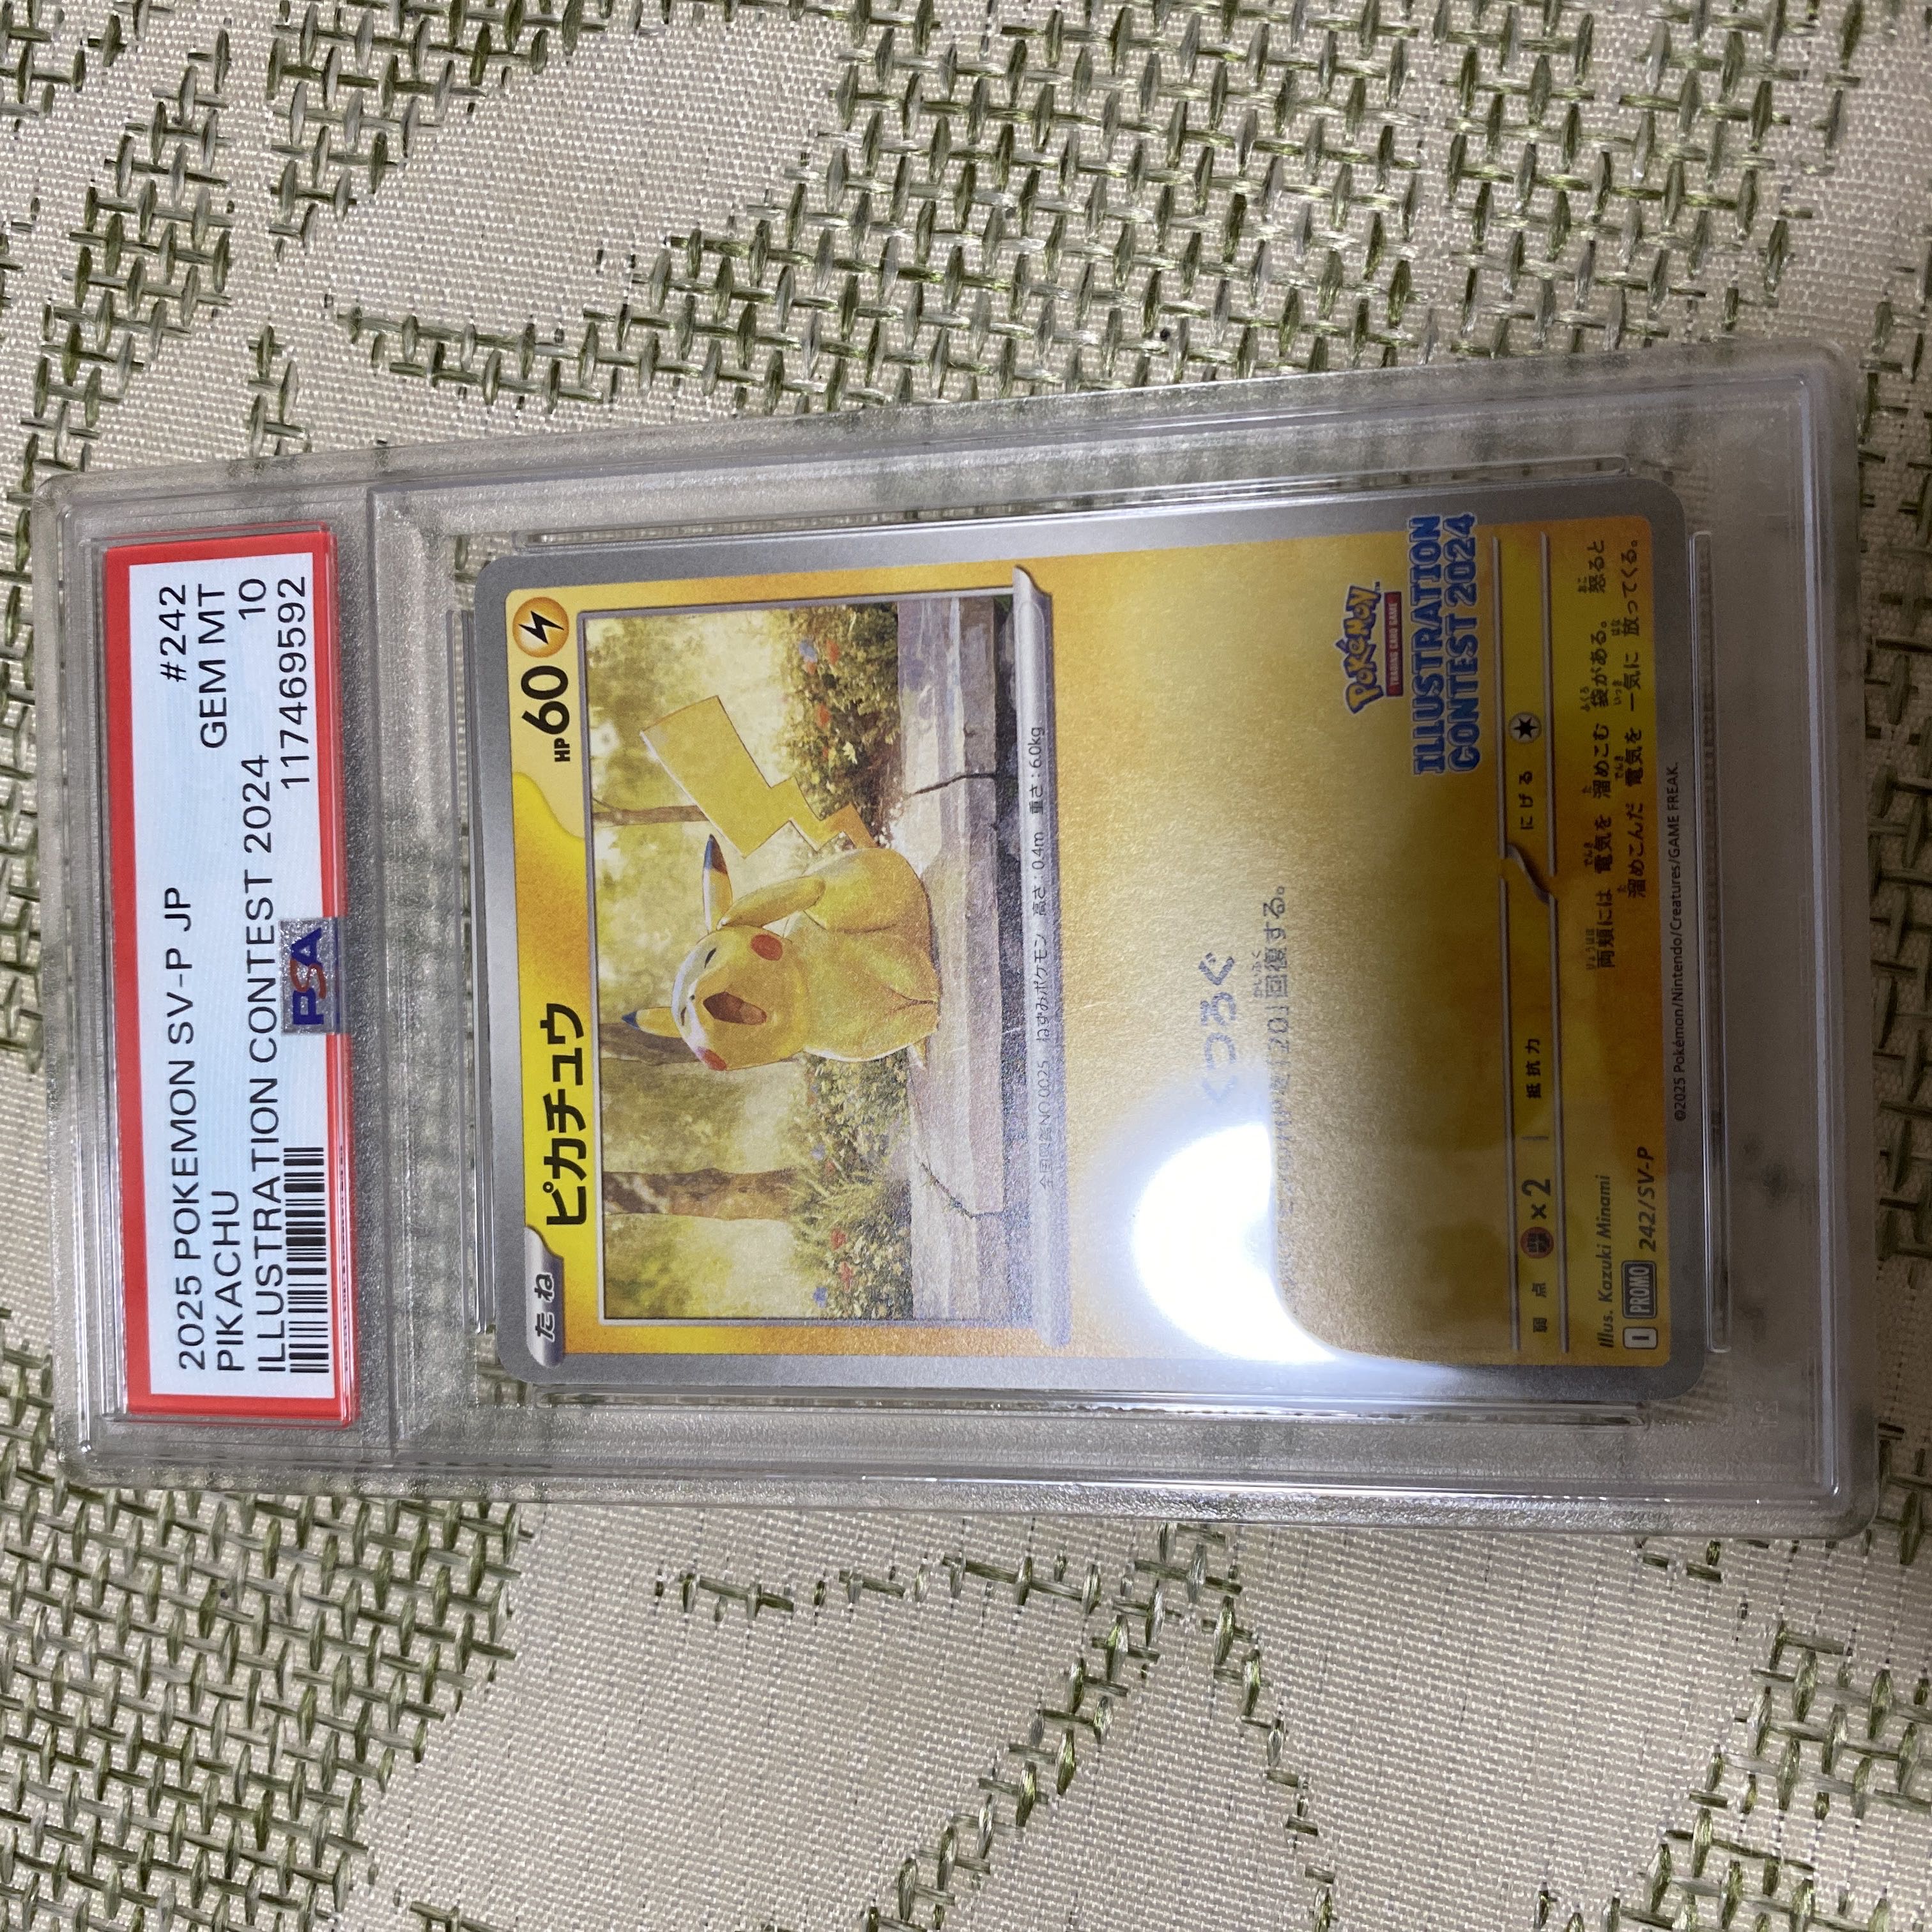 2025 POKEMON SV-P JP #242
PIKACHU GEM MT
ILLUSTRATION CONTEST 2024 10
117469592
PSA
たね
ピカチュウ
HP60
全国図鑑NO.0025 ねずみポケモン 高さ:0.4m 重さ:6.0kg
くつろぐ
「20」回復する。
Pokémon
TRADING CARD GAME
ILLUSTRATION
CONTEST 2024
弱点 ×2 抵抗力 にげる
Illus. Kazuki Minami
両頬には 電気を 溜めこむ 袋がある。 怒ると
溜めこんだ 電気を 一気に 放ってくる。
I PROMO 242/SV-P
©2025 Pokémon/Nintendo/Creatures/GAME FREAK.